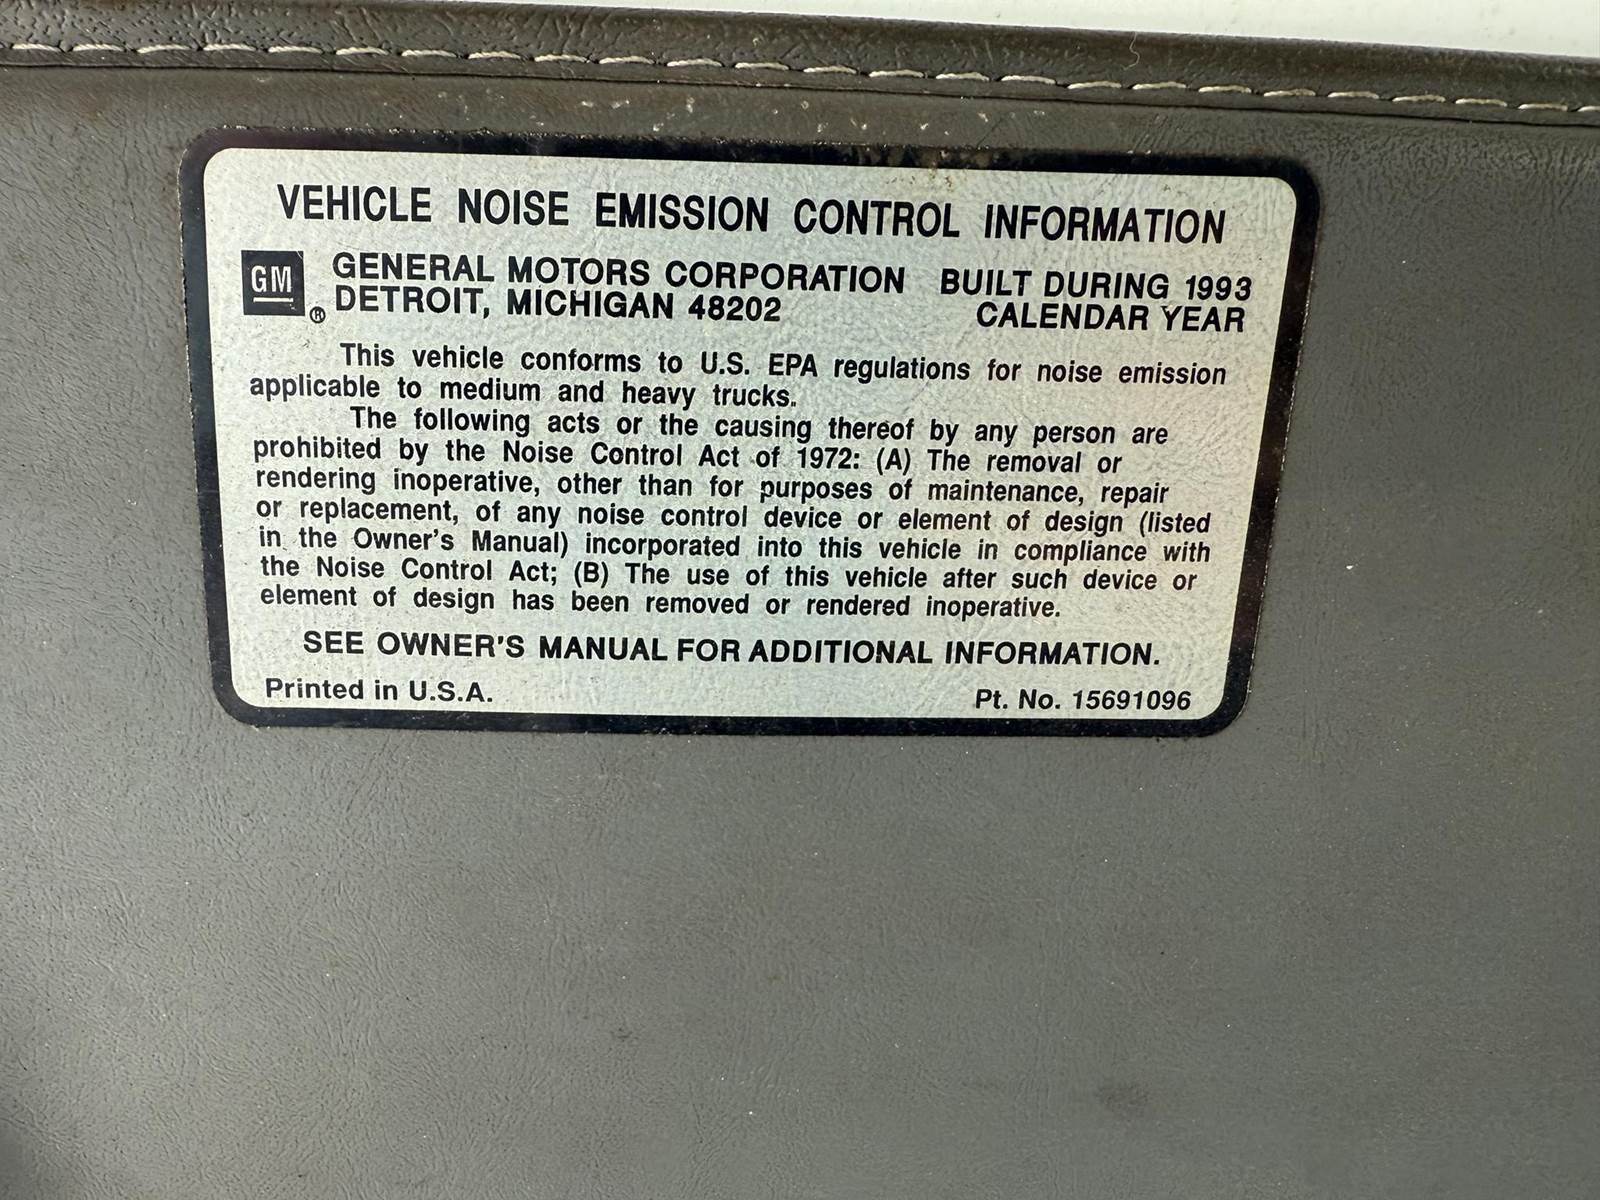 VEHICLE NOISE EMISSION CONTROL INFORMATION
GM ® GENERAL MOTORS CORPORATION BUILT DURING 1993
DETROIT, MICHIGAN 48202 CALENDAR YEAR
This vehicle conforms to U.S. EPA regulations for noise emission
applicable to medium and heavy trucks.
The following acts or the causing thereof by any person are
prohibited by the Noise Control Act of 1972: (A) The removal or
rendering inoperative, other than for purposes of maintenance, repair
or replacement, of any noise control device or element of design (listed
in the Owner's Manual) incorporated into this vehicle in compliance with
the Noise Control Act; (B) The use of this vehicle after such device or
element of design has been removed or rendered inoperative.
SEE OWNER'S MANUAL FOR ADDITIONAL INFORMATION.
Printed in U.S.A. Pt. No. 15691096